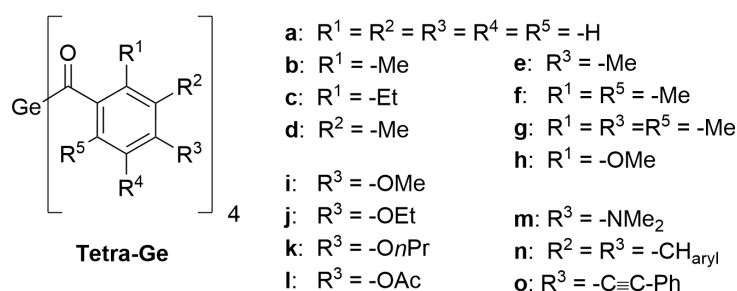 O
R¹
R²
Ge
R⁵
R³
R⁴
4
Tetra-Ge
a: R¹ = R² = R³ = R⁴ = R⁵ = -H
b: R¹ = -Me
c: R¹ = -Et
d: R² = -Me
e: R³ = -Me
f: R¹ = R⁵ = -Me
g: R¹ = R³ =R⁵ = -Me
h: R¹ = -OMe
i: R³ = -OMe
j: R³ = -OEt
k: R³ = -OnPr
l: R³ = -OAc
m: R³ = -NMe₂
n: R² = R³ = -CHaryl
o: R³ = -C≡C-Ph